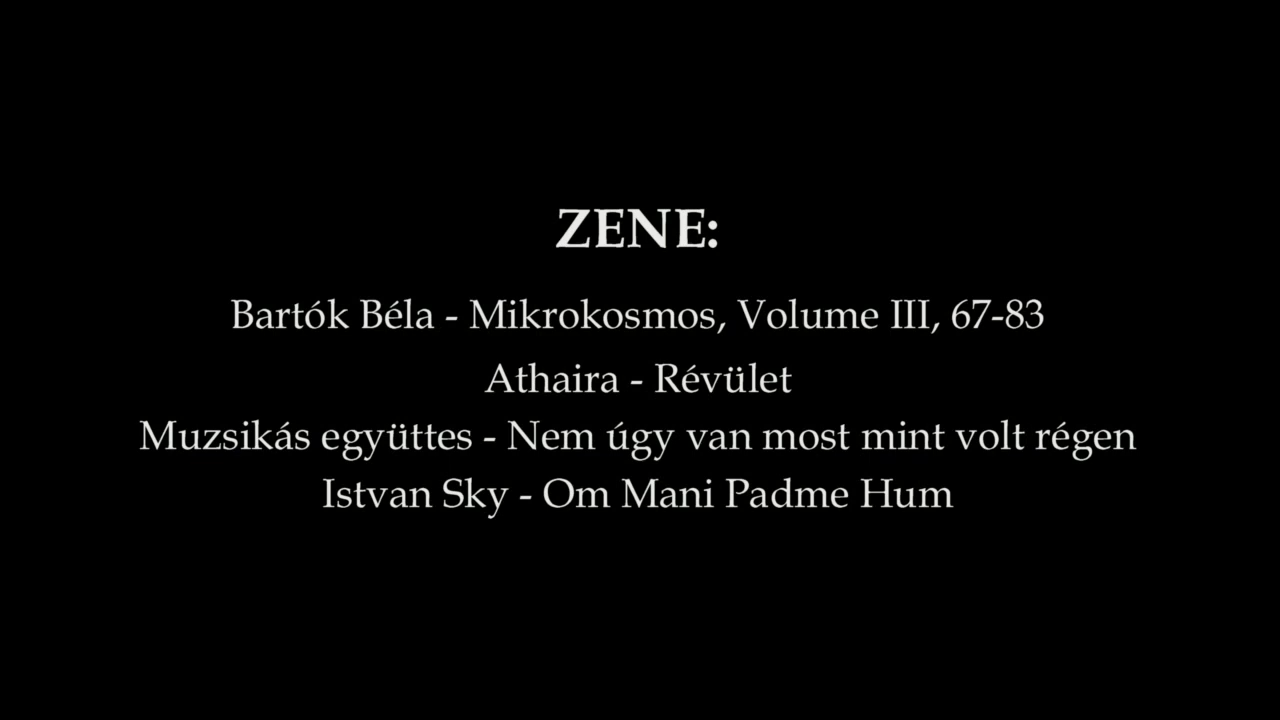 ZENE:
Bartók Béla - Mikrokosmos, Volume III, 67-83
Athaira - Révület
Muzsikás együttes - Nem úgy van most mint volt régen
Istvan Sky - Om Mani Padme Hum